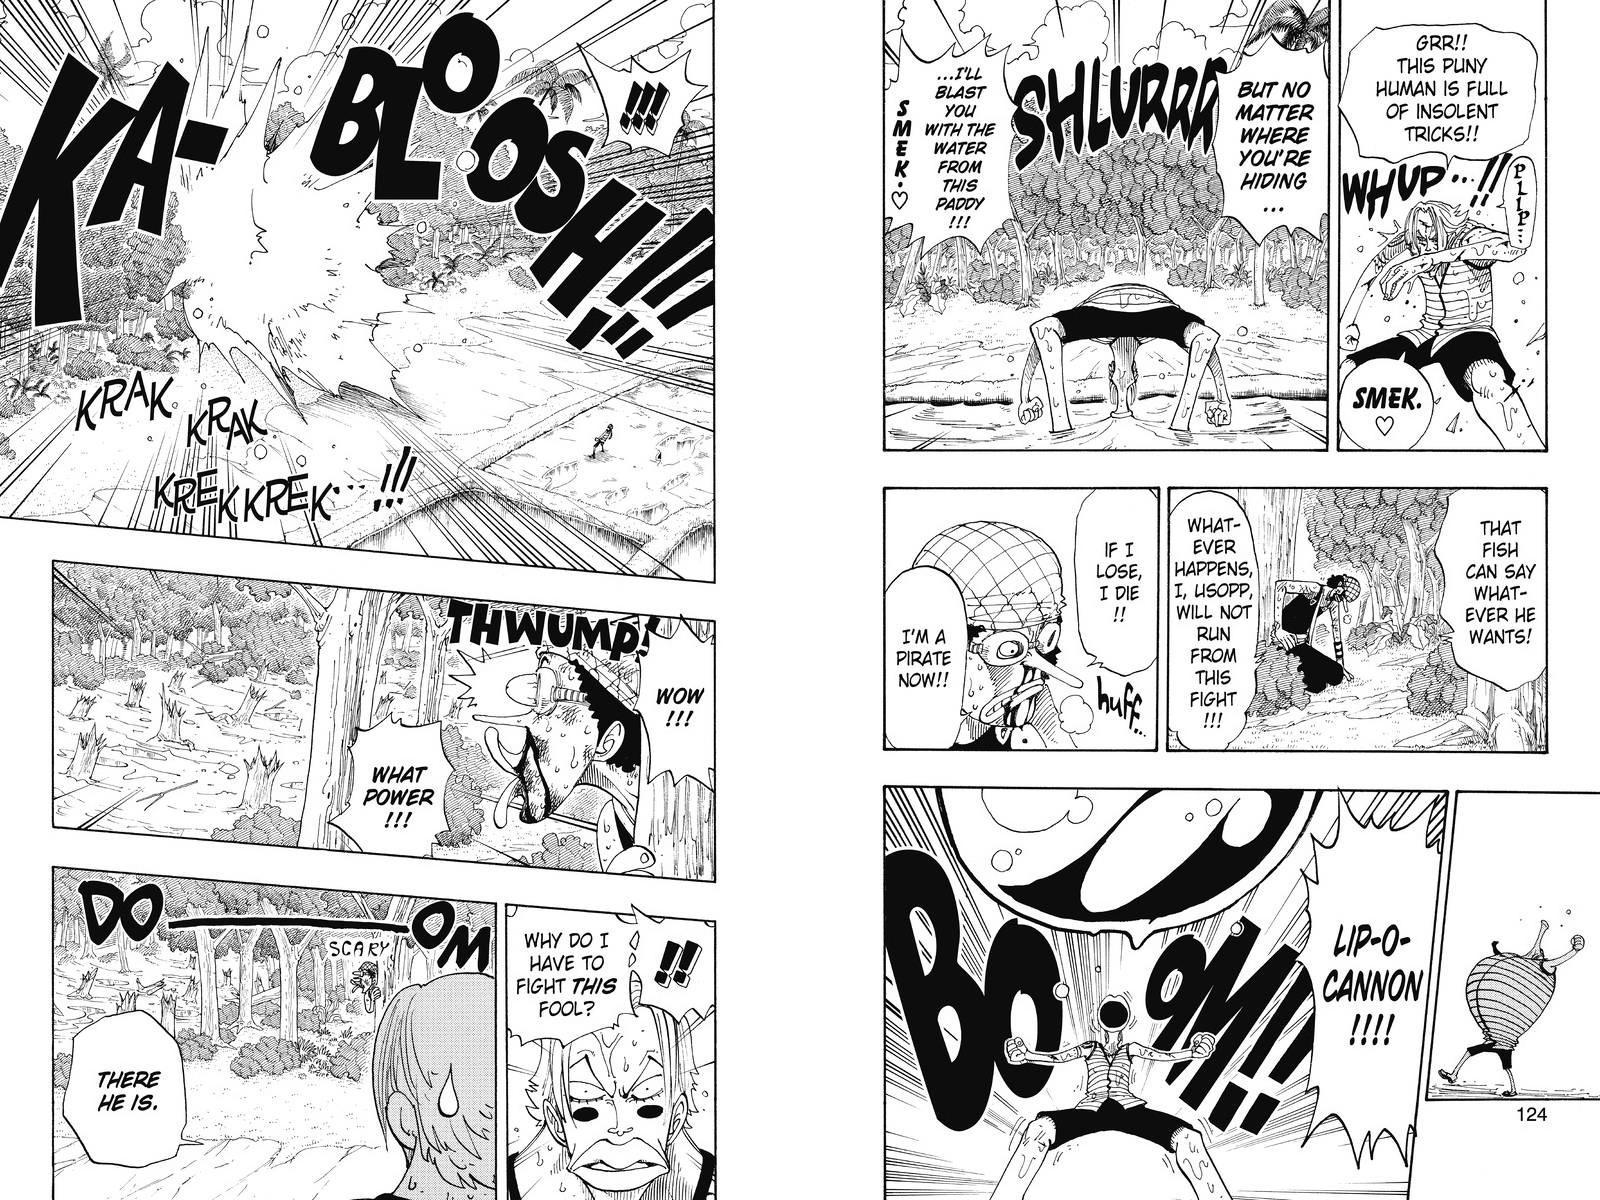 GRR!!
THIS PUNY
HUMAN IS FULL
OF INSOLENT
TRICKS!!
PLIP...
WHUP...!!
SMEK.♡
BUT NO
MATTER
WHERE
YOU'RE
HIDING
...
SHLURRR
...I'LL
BLAST
YOU
WITH THE
WATER
FROM
THIS
PADDY
!!!
SMEK.♡
THAT
FISH
CAN SAY
WHAT-
EVER HE
WANTS!
WHAT-
EVER
HAPPENS,
I, USOPP,
WILL NOT
RUN
FROM
THIS
FIGHT
!!!
IF I
LOSE,
I DIE
!!
I'M A
PIRATE
NOW!!
huff...
LIP-O-
CANNON
!!!!
BOOM!!
124
!!!
KA-
BLOOOSH!!!
KRAK
KRAK
KREKKREK...!!!
THWUMP!
WOW
!!!
WHAT
POWER
!!!
!!
WHY DO I
HAVE TO
FIGHT THIS
FOOL?
DO—OM
SCARY
THERE
HE IS.